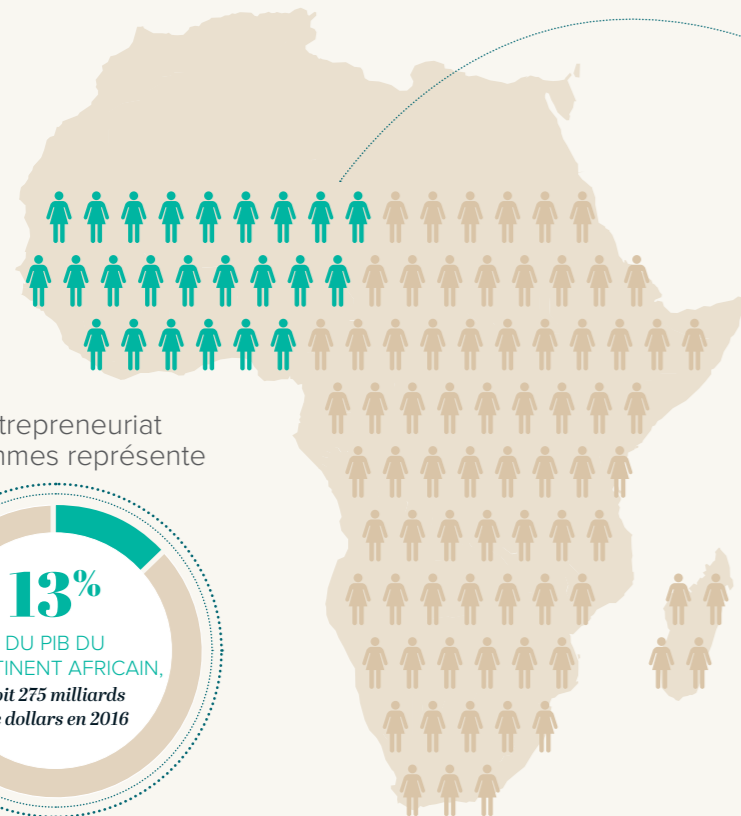 trepreneuriat
mmes représente
13%
DU PIB DU
TINENT AFRICAIN,
oit 275 milliards
dollars en 2016